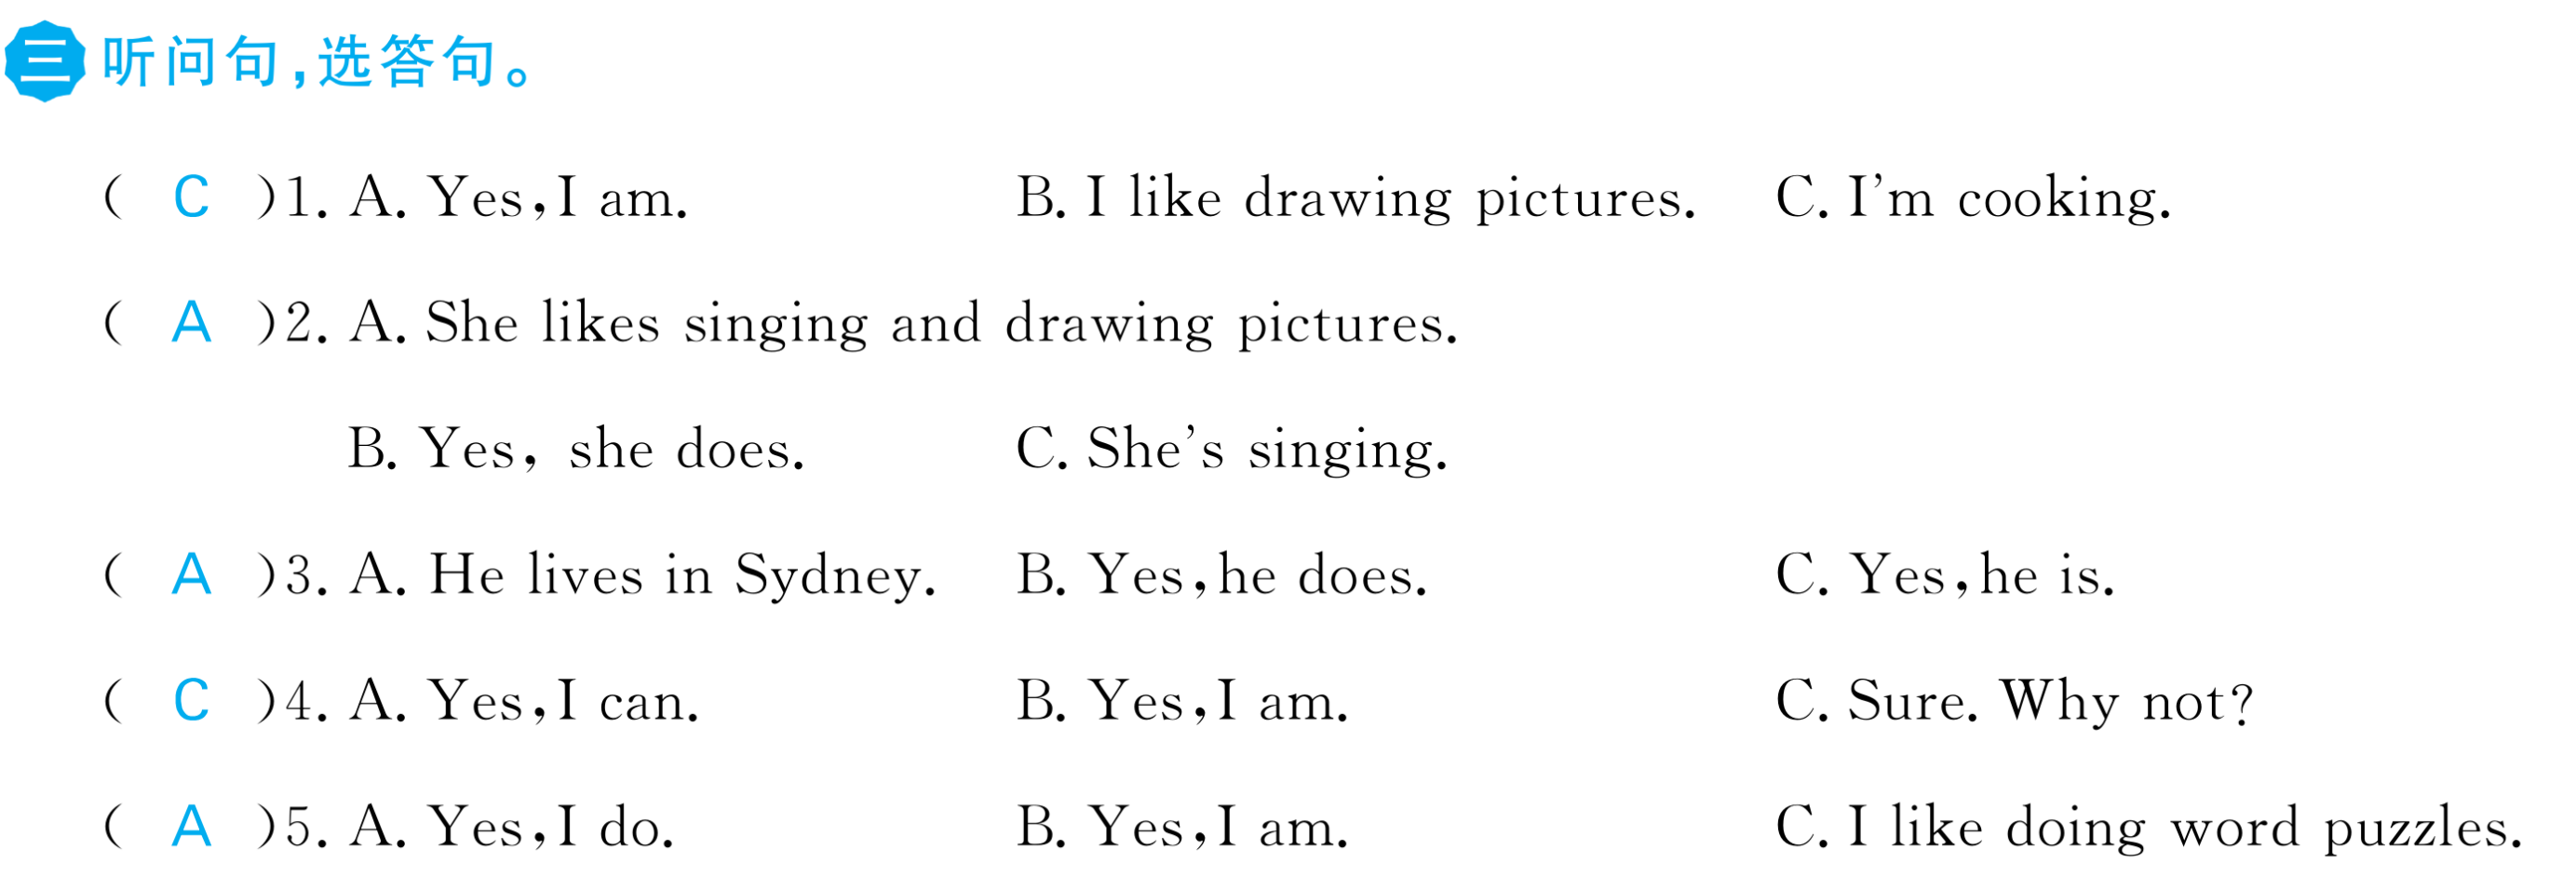 三 听问句,选答句。
( C )1. A. Yes,I am. B. I like drawing pictures. C. I'm cooking.
( A )2. A. She likes singing and drawing pictures.
B. Yes, she does. C. She's singing.
( A )3. A. He lives in Sydney. B. Yes,he does. C. Yes,he is.
( C )4. A. Yes,I can. B. Yes,I am. C. Sure. Why not?
( A )5. A. Yes,I do. B. Yes,I am. C. I like doing word puzzles.